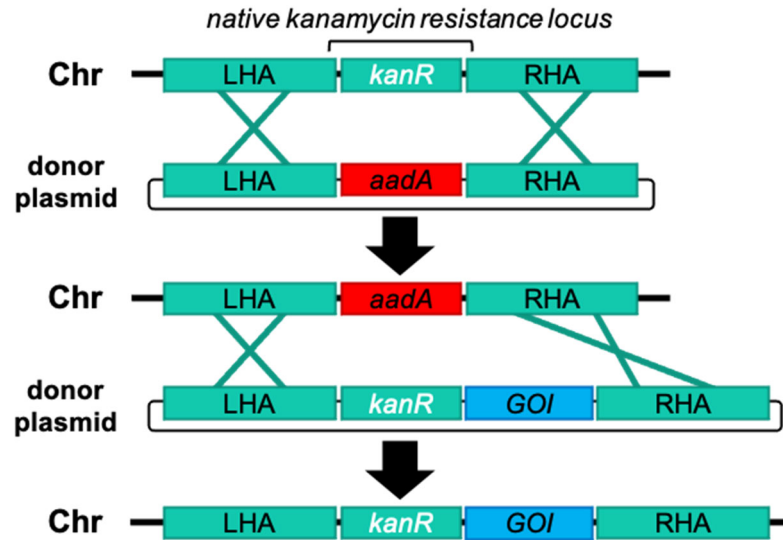 native kanamycin resistance locus
Chr LHA kanR RHA
donor
plasmid
LHA aadA RHA
Chr LHA aadA RHA
donor
plasmid
LHA kanR GOI RHA
Chr LHA kanR GOI RHA